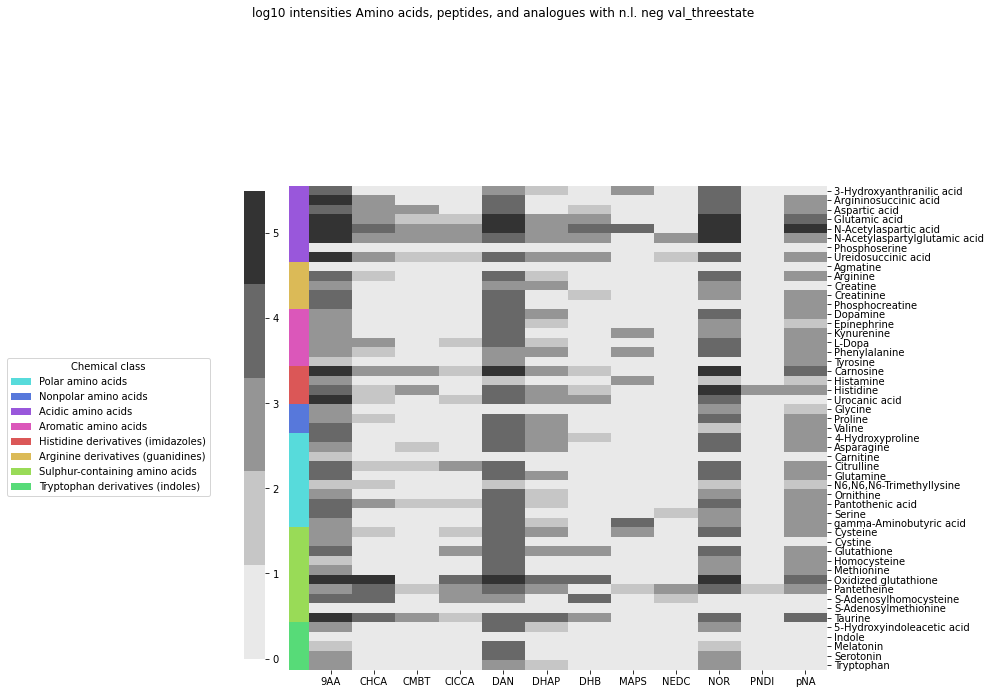 log10 intensities Amino acids, peptides, and analogues with n.l. neg val_threestate
5
4
3
2
1
0
Chemical class
Polar amino acids
Nonpolar amino acids
Acidic amino acids
Aromatic amino acids
Histidine derivatives (imidazoles)
Arginine derivatives (guanidines)
Sulphur-containing amino acids
Tryptophan derivatives (indoles)
3-Hydroxyanthranilic acid
Argininosuccinic acid
Aspartic acid
Glutamic acid
N-Acetylaspartic acid
N-Acetylaspartylglutamic acid
Phosphoserine
Ureidosuccinic acid
Agmatine
Arginine
Creatine
Creatinine
Phosphocreatine
Dopamine
Epinephrine
Kynurenine
L-Dopa
Phenylalanine
Tyrosine
Carnosine
Histamine
Histidine
Urocanic acid
Glycine
Proline
Valine
4-Hydroxyproline
Asparagine
Carnitine
Citrulline
Glutamine
N6,N6,N6-Trimethyllysine
Ornithine
Pantothenic acid
Serine
gamma-Aminobutyric acid
Cysteine
Cystine
Glutathione
Homocysteine
Methionine
Oxidized glutathione
Pantetheine
S-Adenosylhomocysteine
S-Adenosylmethionine
Taurine
5-Hydroxyindoleacetic acid
Indole
Melatonin
Serotonin
Tryptophan
9AA CHCA CMBT ClCCA DAN DHAP DHB MAPS NEDC NOR PNDI pNA